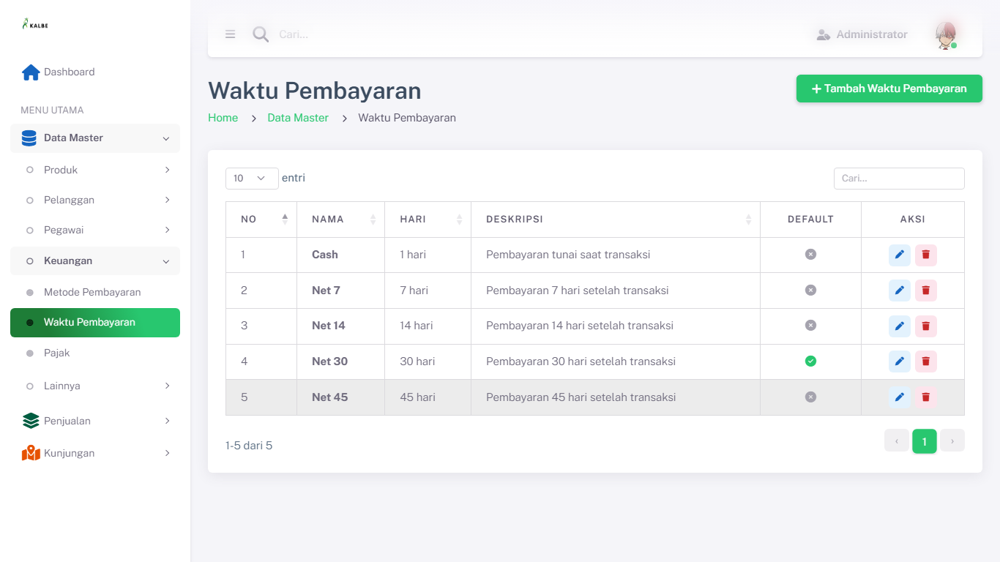 KALBE
Cari...
Administrator
Dashboard
MENU UTAMA
Data Master
Produk
Pelanggan
Pegawai
Keuangan
Metode Pembayaran
Waktu Pembayaran
Pajak
Lainnya
Penjualan
Kunjungan
Waktu Pembayaran
Tambah Waktu Pembayaran
Home Data Master Waktu Pembayaran
10 entri
Cari...
NO NAMA HARI DESKRIPSI DEFAULT AKSI
1 Cash 1 hari Pembayaran tunai saat transaksi
2 Net 7 7 hari Pembayaran 7 hari setelah transaksi
3 Net 14 14 hari Pembayaran 14 hari setelah transaksi
4 Net 30 30 hari Pembayaran 30 hari setelah transaksi
5 Net 45 45 hari Pembayaran 45 hari setelah transaksi
1-5 dari 5
‹ 1 ›